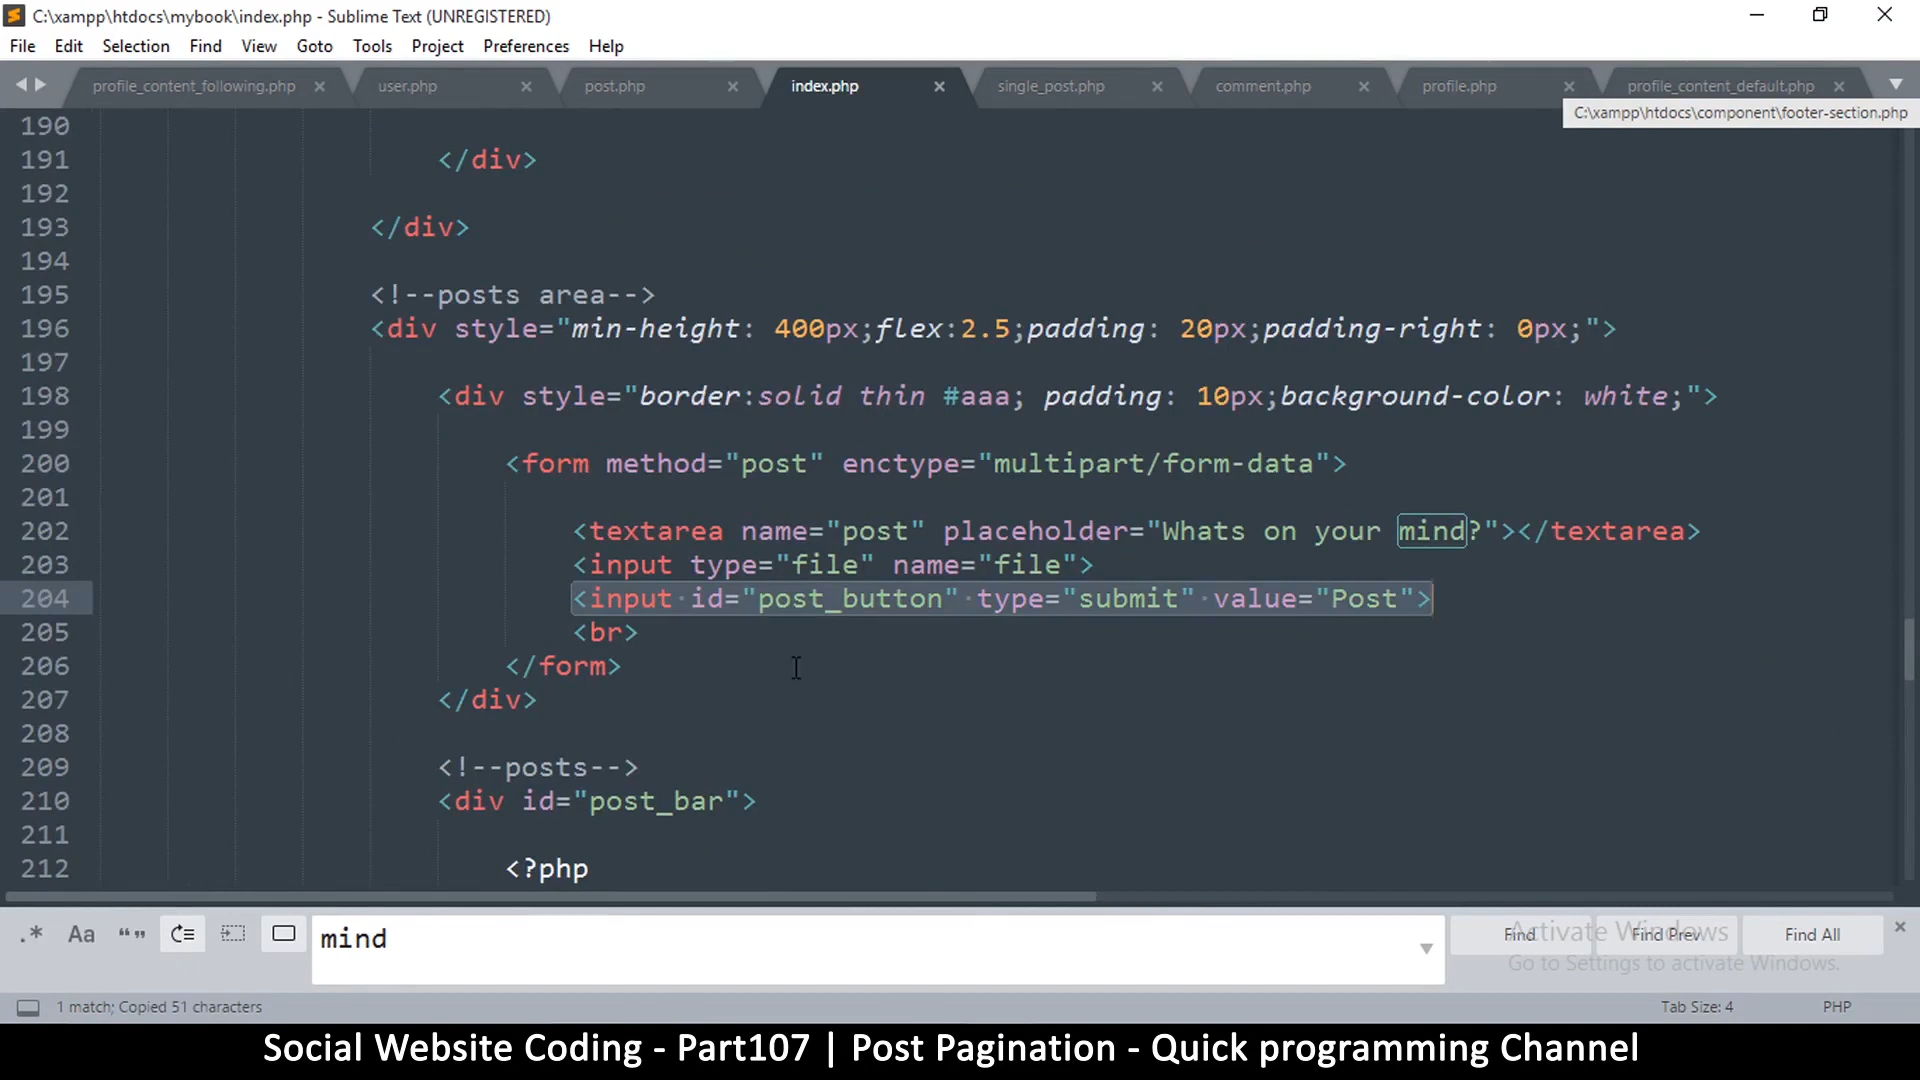 C:\xampp\htdocs\mybook\index.php - Sublime Text (UNREGISTERED)
File Edit Selection Find View Goto Tools Project Preferences Help
profile_content_following.php user.php post.php index.php single_post.php comment.php profile.php profile_content_default.php
C:\xampp\htdocs\component\footer-section.php
190
191 </div>
192
193 </div>
194
195 <!--posts area-->
196 <div style="min-height: 400px;flex:2.5;padding: 20px;padding-right: 0px;">
197
198 <div style="border:solid thin #aaa; padding: 10px;background-color: white;">
199
200 <form method="post" enctype="multipart/form-data">
201
202 <textarea name="post" placeholder="Whats on your mind?"></textarea>
203 <input type="file" name="file">
204 <input id="post_button" type="submit" value="Post">
205 <br>
206 </form>
207 </div>
208
209 <!--posts-->
210 <div id="post_bar">
211
212 <?php
.* Aa “” mind Find Find Prev Find All
Activate Windows
Go to Settings to activate Windows.
1 match; Copied 51 characters Tab Size: 4 PHP
Social Website Coding - Part107 | Post Pagination - Quick programming Channel